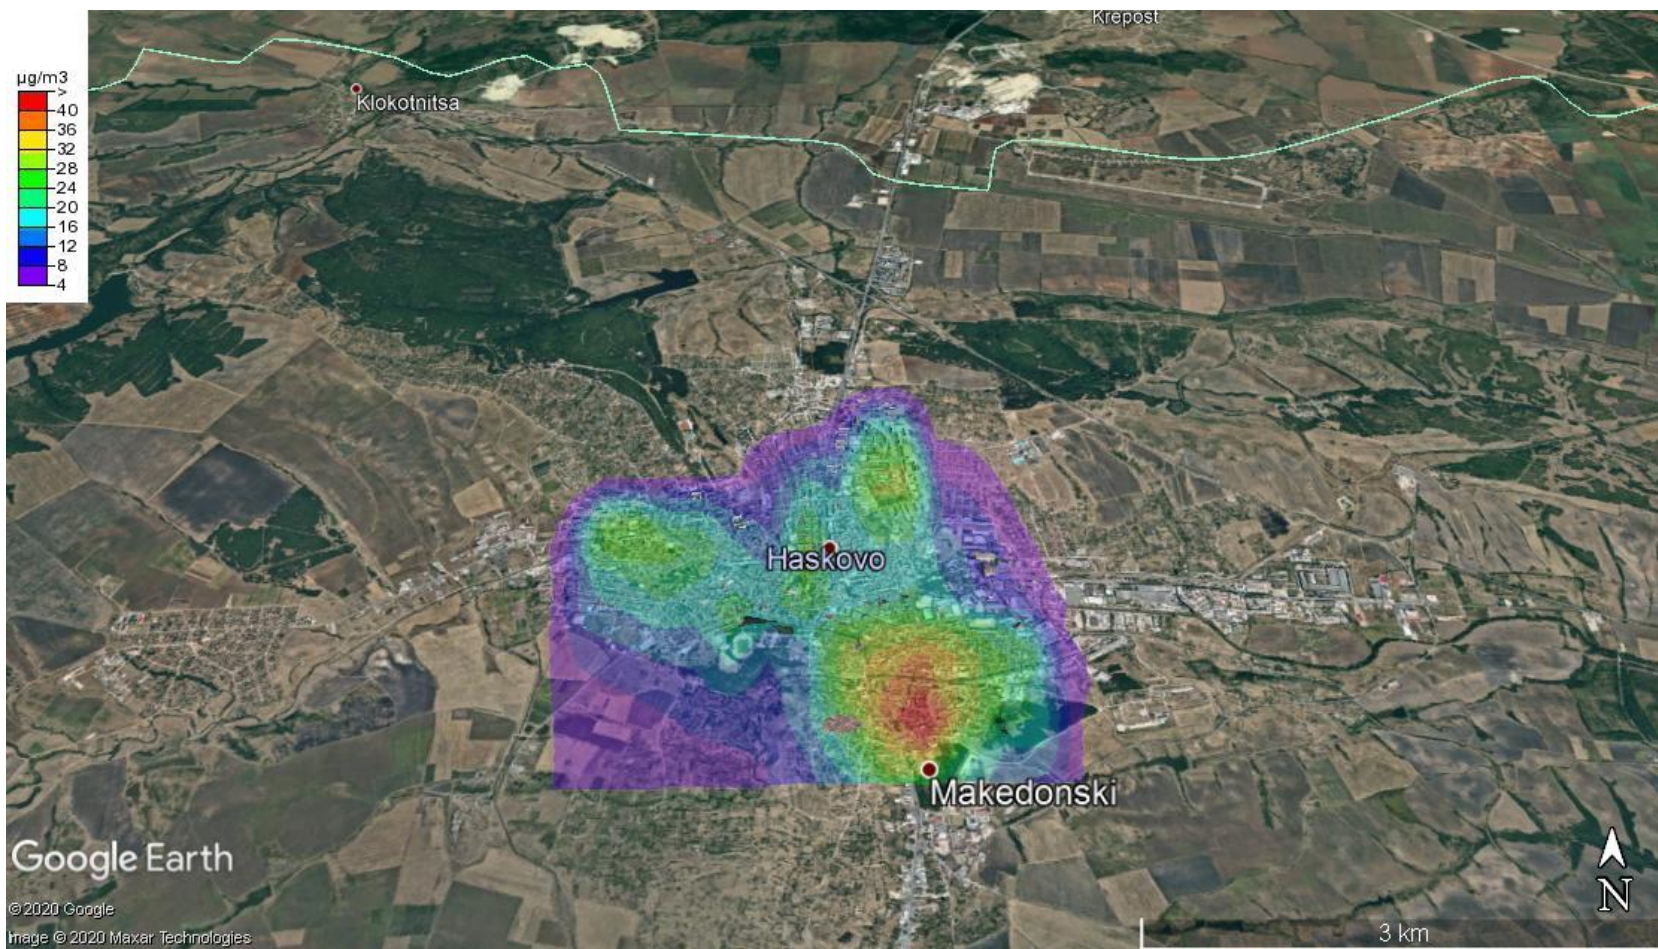 Krepost
µg/m3
>
40
36
32
28
24
20
16
12
8
4
Klokotnitsa
Haskovo
Makedonski
Google Earth
© 2020 Google
Image © 2020 Maxar Technologies
N
3 km